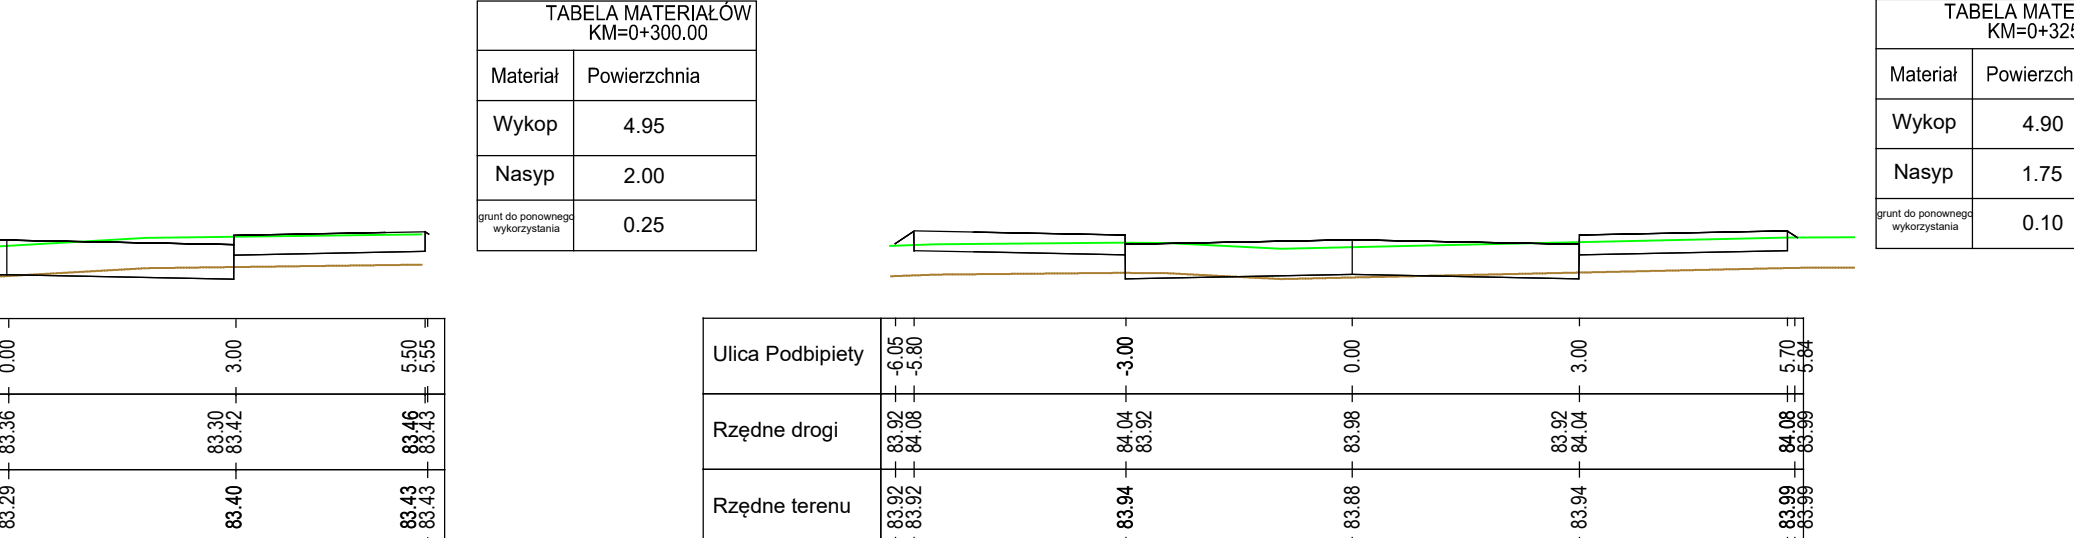 TABELA MATERIAŁÓW
KM=0+300.00
Materiał Powierzchnia
Wykop 4.95
Nasyp 2.00
grunt do ponownego
wykorzystania
0.25
TABELA MATE
KM=0+325
Materiał Powierzch
Wykop 4.90
Nasyp 1.75
grunt do ponownego
wykorzystania
0.10
0.00 3.00 5.50 5.55
83.36 83.30 83.42 83.46 83.43
83.29 83.40 83.43 83.43
Ulica Podbipiety -6.05 -5.80 -3.00 0.00 3.00 5.70 5.84
Rzędne drogi 83.92 84.08 84.04 83.92 83.98 83.92 84.04 84.08 83.99
Rzędne terenu 83.92 83.92 83.94 83.88 83.94 83.99 83.99